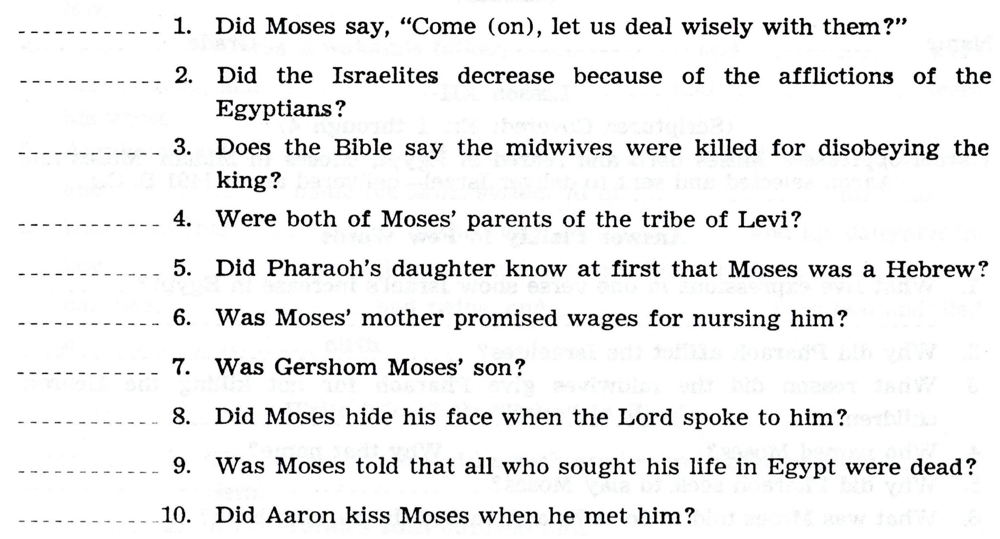 ------------ 1. Did Moses say, “Come (on), let us deal wisely with them?”
------------ 2. Did the Israelites decrease because of the afflictions of the
Egyptians?
------------ 3. Does the Bible say the midwives were killed for disobeying the
king?
------------ 4. Were both of Moses’ parents of the tribe of Levi?
------------ 5. Did Pharaoh’s daughter know at first that Moses was a Hebrew?
------------ 6. Was Moses’ mother promised wages for nursing him?
------------ 7. Was Gershom Moses’ son?
------------ 8. Did Moses hide his face when the Lord spoke to him?
------------ 9. Was Moses told that all who sought his life in Egypt were dead?
------------ 10. Did Aaron kiss Moses when he met him?